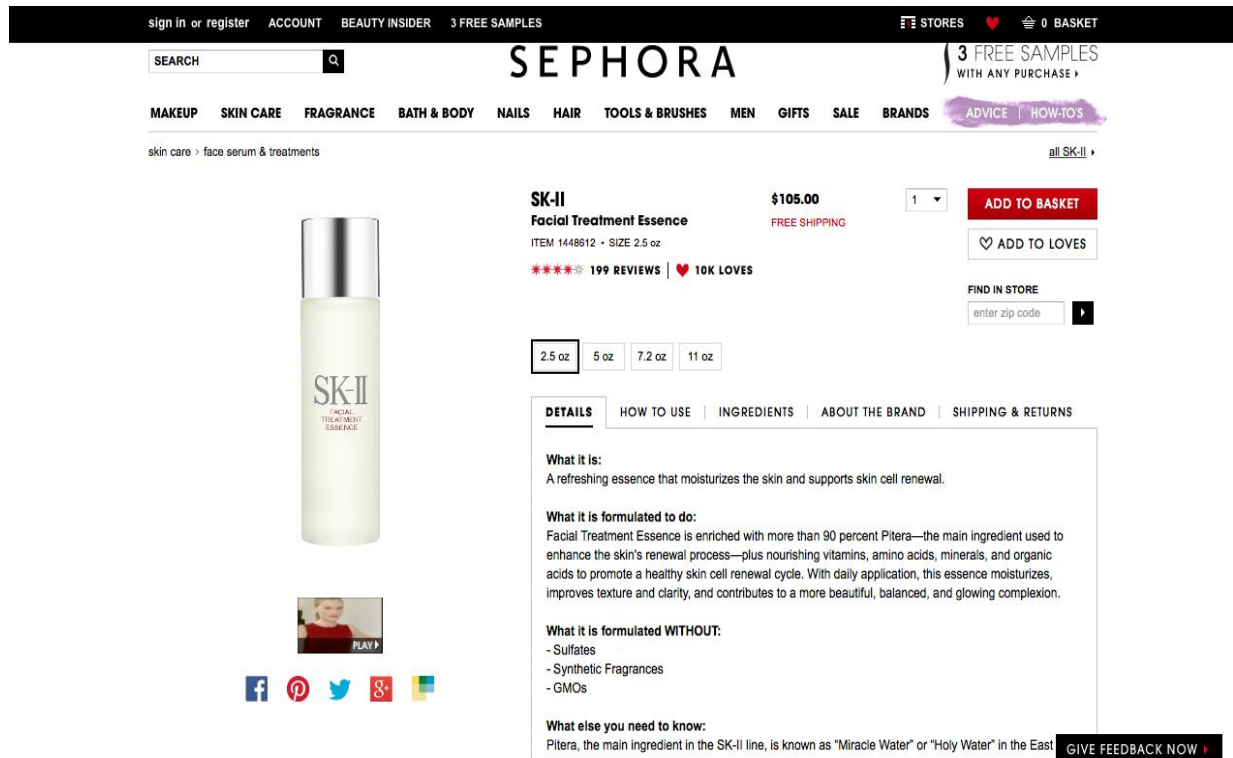 sign in or register ACCOUNT BEAUTY INSIDER 3 FREE SAMPLES
STORES 0 BASKET
SEARCH
SEPHORA
3 FREE SAMPLES
WITH ANY PURCHASE
MAKEUP SKIN CARE FRAGRANCE BATH & BODY NAILS HAIR TOOLS & BRUSHES MEN GIFTS SALE BRANDS ADVICE | HOW-TO'S
skin care > face serum & treatments
all SK-II
SK-II
Facial Treatment Essence
ITEM 1448612 • SIZE 2.5 oz
199 REVIEWS | 10K LOVES
$105.00
FREE SHIPPING
1
ADD TO BASKET
ADD TO LOVES
FIND IN STORE
enter zip code
2.5 oz 5 oz 7.2 oz 11 oz
SK-II
FACIAL
TREATMENT
ESSENCE
PLAY
DETAILS HOW TO USE | INGREDIENTS | ABOUT THE BRAND | SHIPPING & RETURNS
What it is:
A refreshing essence that moisturizes the skin and supports skin cell renewal.
What it is formulated to do:
Facial Treatment Essence is enriched with more than 90 percent Pitera—the main ingredient used to
enhance the skin's renewal process—plus nourishing vitamins, amino acids, minerals, and organic
acids to promote a healthy skin cell renewal cycle. With daily application, this essence moisturizes,
improves texture and clarity, and contributes to a more beautiful, balanced, and glowing complexion.
What it is formulated WITHOUT:
- Sulfates
- Synthetic Fragrances
- GMOs
What else you need to know:
Pitera, the main ingredient in the SK-II line, is known as "Miracle Water" or "Holy Water" in the East
GIVE FEEDBACK NOW